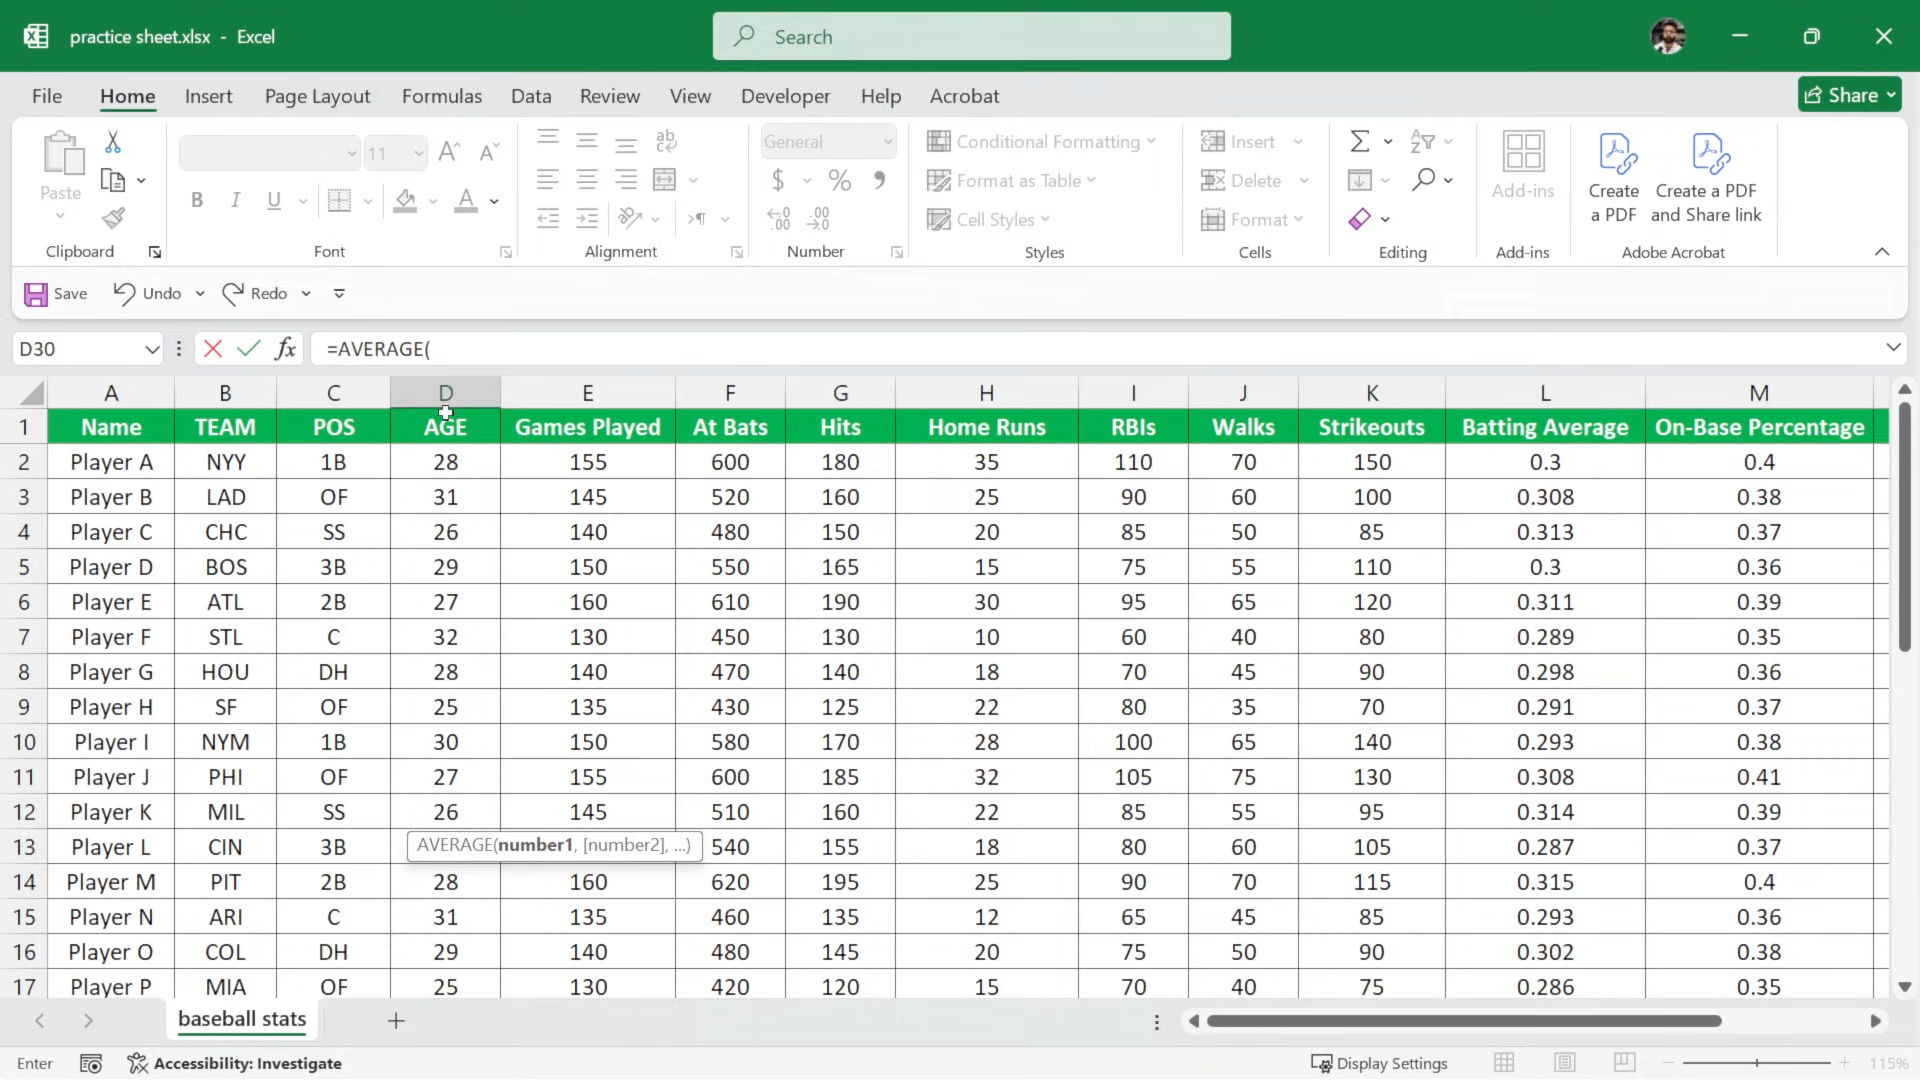 practice sheet.xlsx - Excel
Search
File Home Insert Page Layout Formulas Data Review View Developer Help Acrobat
Share
Paste
Clipboard
11
B I U
A
Font
ab
Alignment
General
$ %
Number
Conditional Formatting
Format as Table
Cell Styles
Styles
Insert
Delete
Format
Cells
Editing
Add-ins
Add-ins
Create a PDF
Create a PDF and Share link
Adobe Acrobat
Save Undo Redo
D30 fx =AVERAGE(
A B C D E F G H I J K L M
1 Name TEAM POS AGE Games Played At Bats Hits Home Runs RBIs Walks Strikeouts Batting Average On-Base Percentage
2 Player A NYY 1B 28 155 600 180 35 110 70 150 0.3 0.4
3 Player B LAD OF 31 145 520 160 25 90 60 100 0.308 0.38
4 Player C CHC SS 26 140 480 150 20 85 50 85 0.313 0.37
5 Player D BOS 3B 29 150 550 165 15 75 55 110 0.3 0.36
6 Player E ATL 2B 27 160 610 190 30 95 65 120 0.311 0.39
7 Player F STL C 32 130 450 130 10 60 40 80 0.289 0.35
8 Player G HOU DH 28 140 470 140 18 70 45 90 0.298 0.36
9 Player H SF OF 25 135 430 125 22 80 35 70 0.291 0.37
10 Player I NYM 1B 30 150 580 170 28 100 65 140 0.293 0.38
11 Player J PHI OF 27 155 600 185 32 105 75 130 0.308 0.41
12 Player K MIL SS 26 145 510 160 22 85 55 95 0.314 0.39
13 Player L CIN 3B AVERAGE(number1, [number2], ...) 540 155 18 80 60 105 0.287 0.37
14 Player M PIT 2B 28 160 620 195 25 90 70 115 0.315 0.4
15 Player N ARI C 31 135 460 135 12 65 45 85 0.293 0.36
16 Player O COL DH 29 140 480 145 20 75 50 90 0.302 0.38
17 Player P MIA OF 25 130 420 120 15 70 40 75 0.286 0.35
baseball stats
Enter Accessibility: Investigate Display Settings 115%